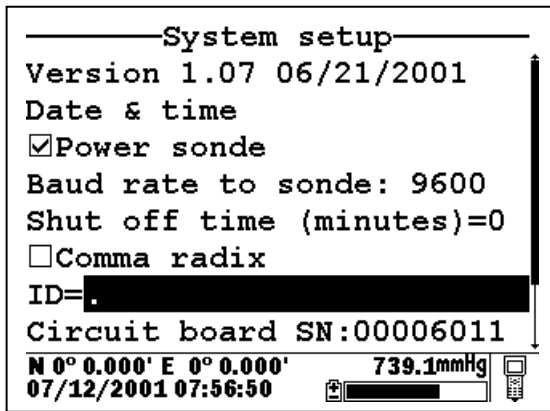 System setup
Version 1.07 06/21/2001
Date & time
☑Power sonde
Baud rate to sonde: 9600
Shut off time (minutes)=0
☐Comma radix
ID=.
Circuit board SN:00006011
N 0° 0.000' E 0° 0.000' 739.1mmHg
07/12/2001 07:56:50